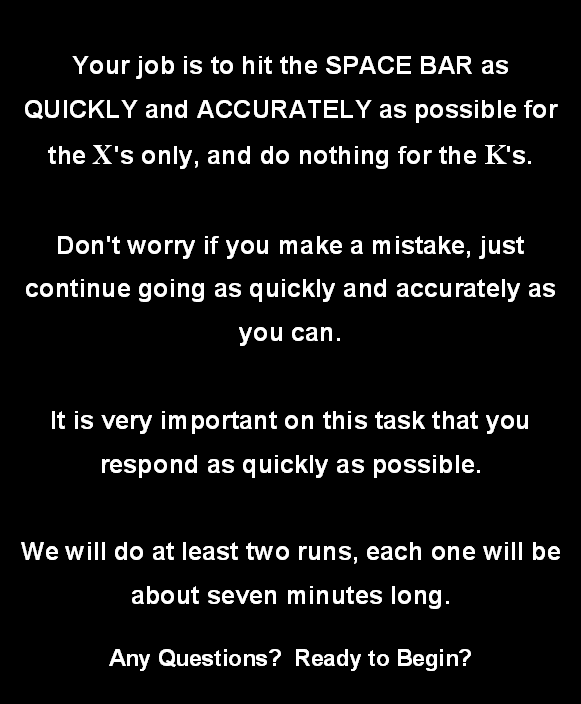 Your job is to hit the SPACE BAR as
QUICKLY and ACCURATELY as possible for
the X's only, and do nothing for the K's.
Don't worry if you make a mistake, just
continue going as quickly and accurately as
you can.
It is very important on this task that you
respond as quickly as possible.
We will do at least two runs, each one will be
about seven minutes long.
Any Questions?  Ready to Begin?